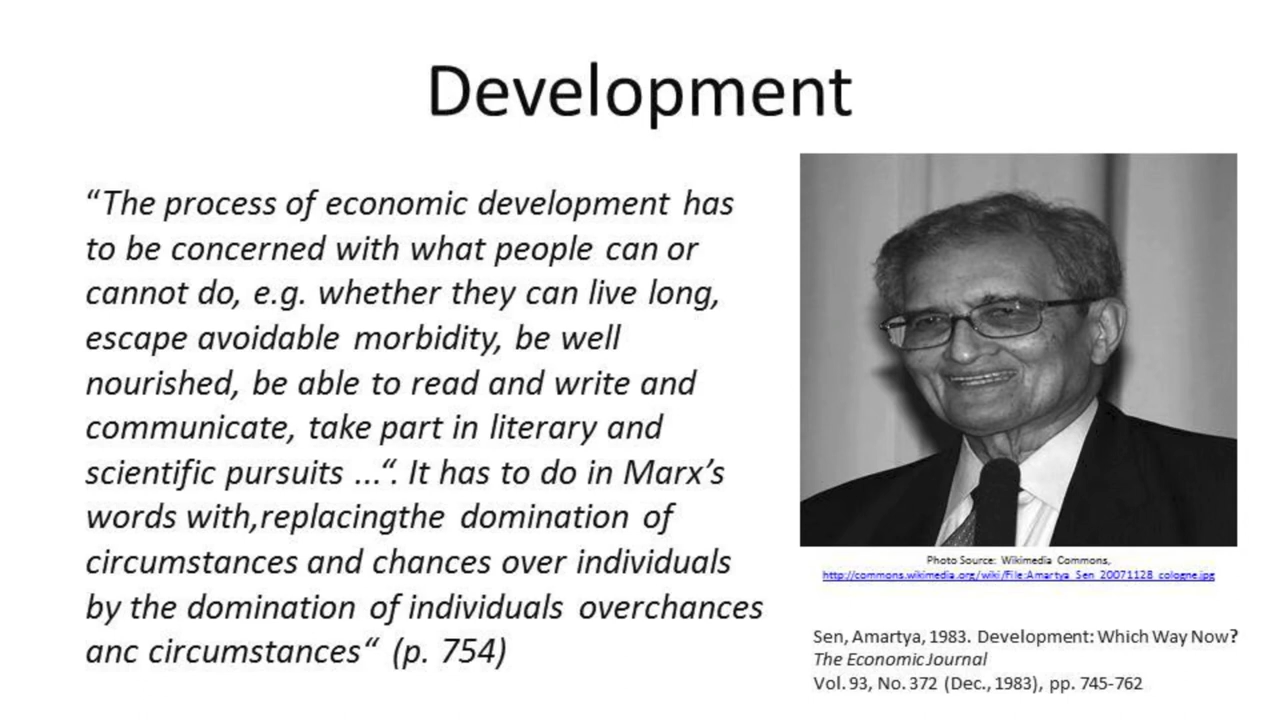 Development
“The process of economic development has
to be concerned with what people can or
cannot do, e.g. whether they can live long,
escape avoidable morbidity, be well
nourished, be able to read and write and
communicate, take part in literary and
scientific pursuits ...“. It has to do in Marx’s
words with,replacingthe domination of
circumstances and chances over individuals
by the domination of individuals overchances
anc circumstances“ (p. 754)
Photo Source: Wikimedia Commons,
http://commons.wikimedia.org/wiki/File:Amartya_Sen_20071128_cologne.jpg
Sen, Amartya, 1983. Development: Which Way Now?
The Economic Journal
Vol. 93, No. 372 (Dec., 1983), pp. 745-762